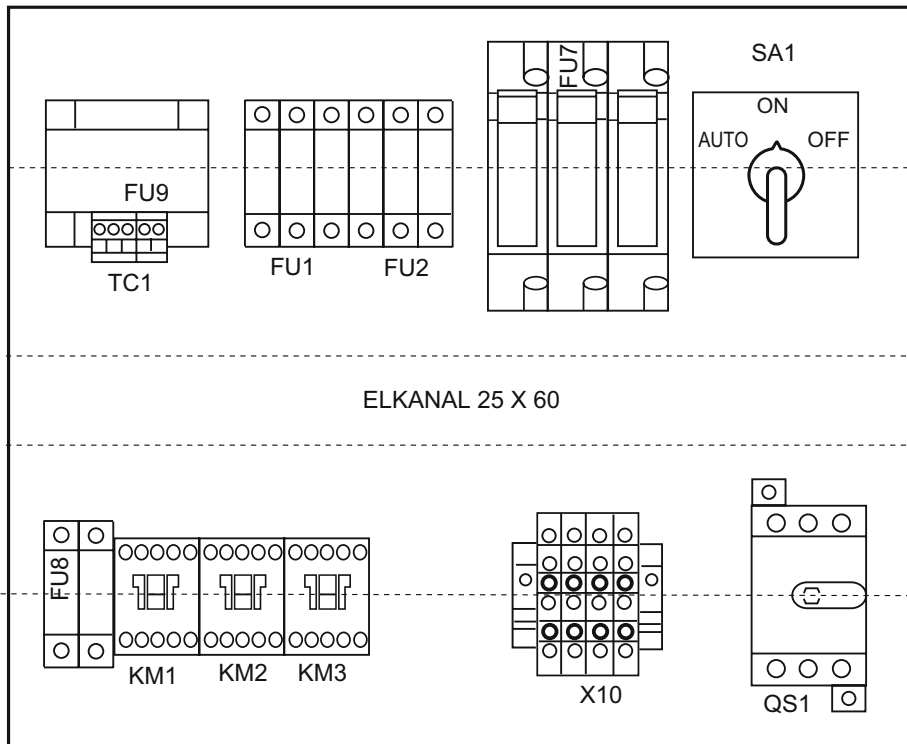 SA1
ON
AUTO OFF
FU7
FU9
TC1
FU1 FU2
ELKANAL 25 X 60
FU8
KM1 KM2 KM3
X10
QS1